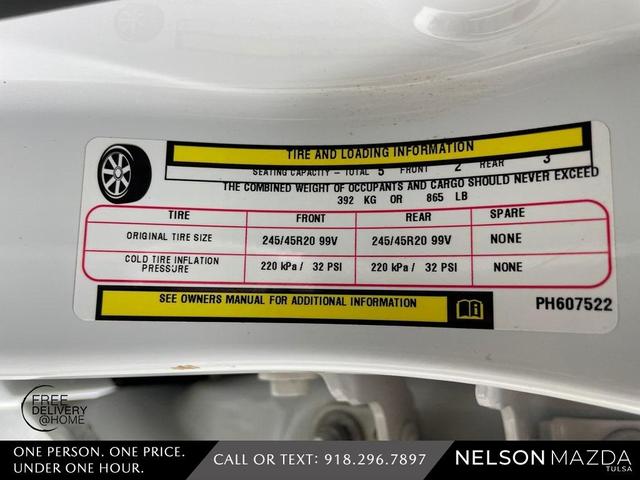 TIRE AND LOADING INFORMATION
SEATING CAPACITY - TOTAL 5 FRONT 2 REAR 3
THE COMBINED WEIGHT OF OCCUPANTS AND CARGO SHOULD NEVER EXCEED
392 KG OR 865 LB
TIRE FRONT REAR SPARE
ORIGINAL TIRE SIZE 245/45R20 99V 245/45R20 99V NONE
COLD TIRE INFLATION
PRESSURE 220 kPa / 32 PSI 220 kPa / 32 PSI NONE
SEE OWNERS MANUAL FOR ADDITIONAL INFORMATION
PH607522
FREE
DELIVERY
@HOME
ONE PERSON. ONE PRICE.
UNDER ONE HOUR.
CALL OR TEXT: 918.296.7897
NELSON MAZDA
TULSA